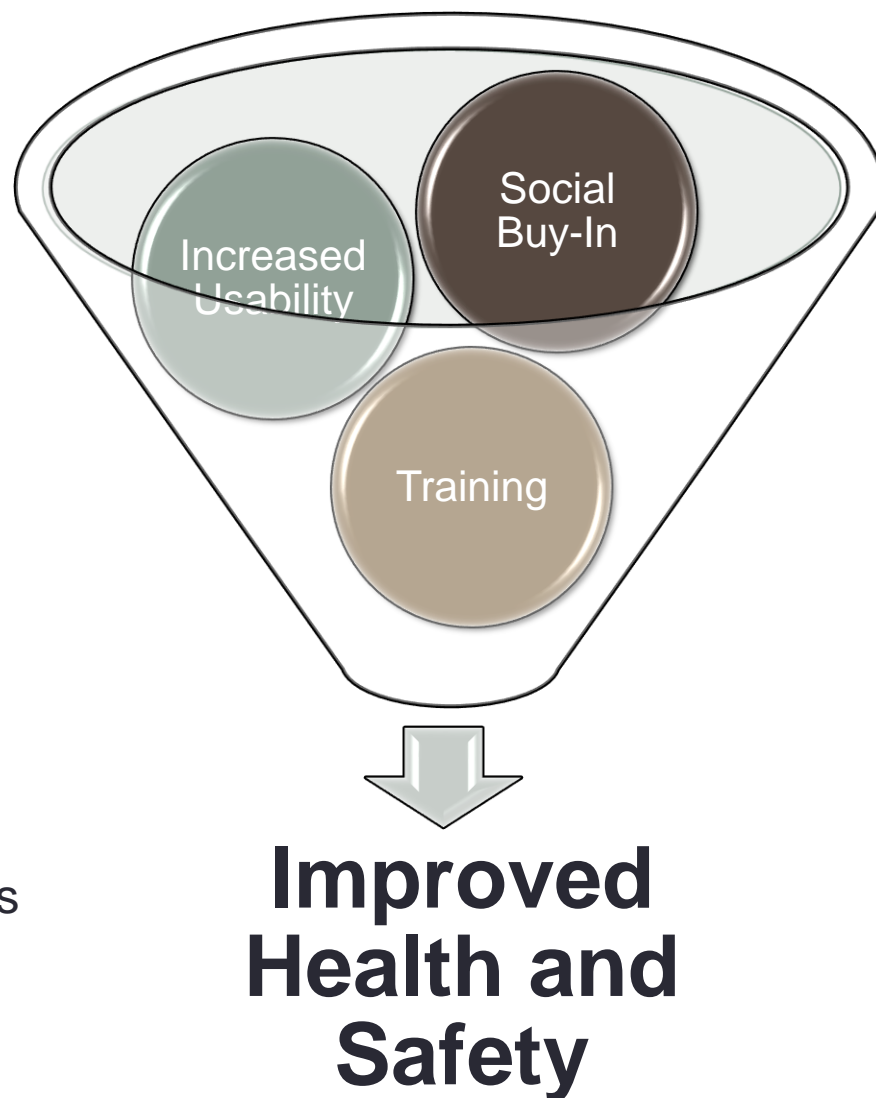 Social
Buy-In
Increased
Usability
Training
s
Improved
Health and
Safety